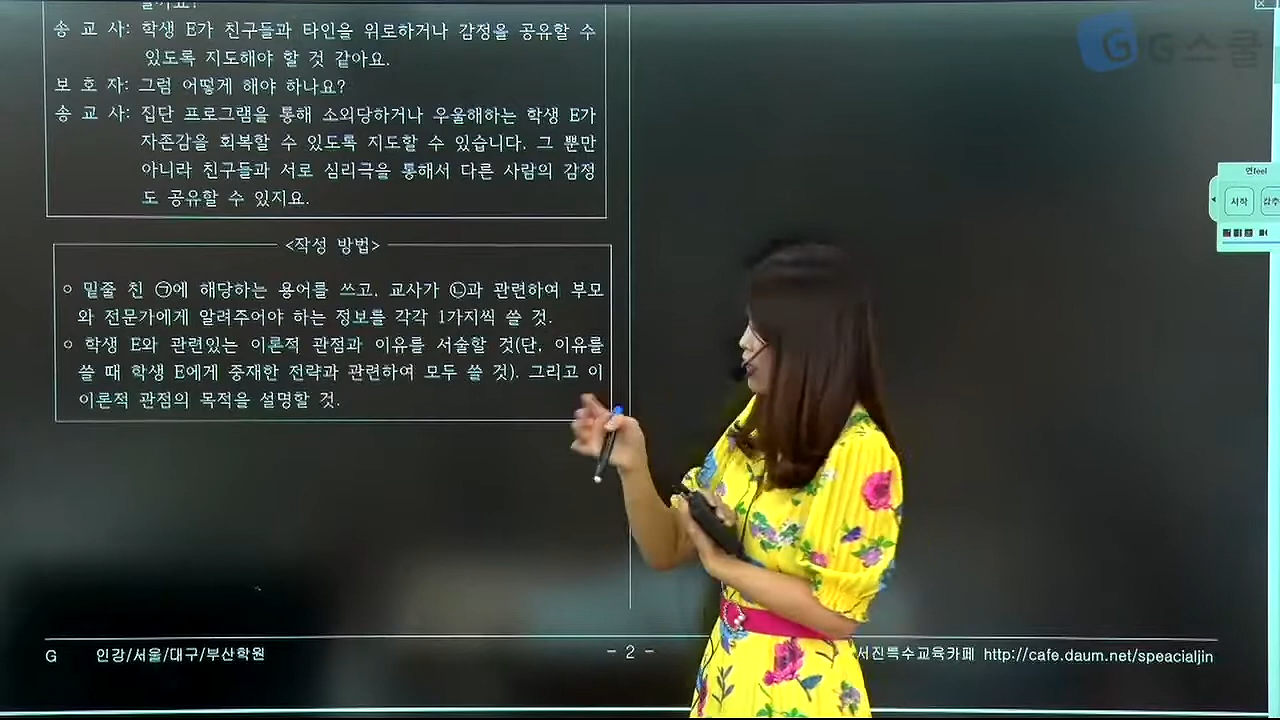 송 교 사: 학생 E가 친구들과 타인을 위로하거나 감정을 공유할 수
있도록 지도해야 할 것 같아요.
보 호 자: 그럼 어떻게 해야 하나요?
송 교 사: 집단 프로그램을 통해 소외당하거나 우울해하는 학생 E가
자존감을 회복할 수 있도록 지도할 수 있습니다. 그 뿐만
아니라 친구들과 서로 심리극을 통해서 다른 사람의 감정
도 공유할 수 있지요.
<작성 방법>
○ 밑줄 친 ㉠에 해당하는 용어를 쓰고, 교사가 ㉡과 관련하여 부모
와 전문가에게 알려주어야 하는 정보를 각각 1가지씩 쓸 것.
○ 학생 E와 관련있는 이론적 관점과 이유를 서술할 것(단, 이유를
쓸 때 학생 E에게 중재한 전략과 관련하여 모두 쓸 것). 그리고 이
이론적 관점의 목적을 설명할 것.
G 인강/서울/대구/부산학원
- 2 -
서진특수교육카페 http://cafe.daum.net/speacialjin
G G스쿨
연feel
시작